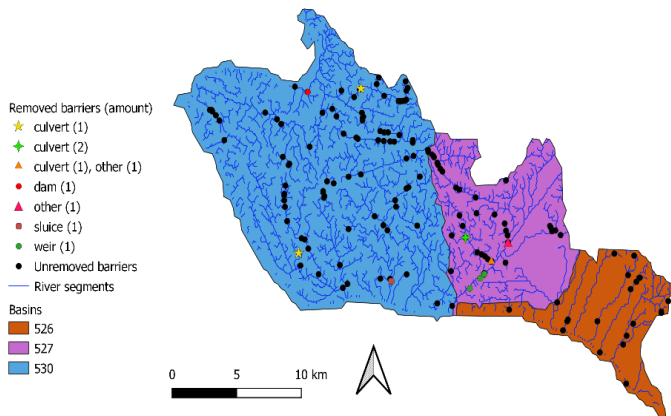 Removed barriers (amount)
culvert (1)
culvert (2)
culvert (1), other (1)
dam (1)
other (1)
sluice (1)
weir (1)
Unremoved barriers
River segments
Basins
526
527
530
0 5 10 km